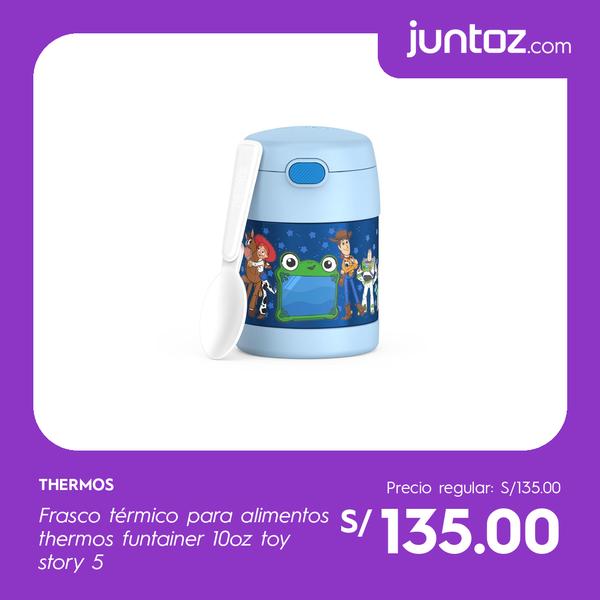 juntoz.com
THERMOS
Frasco térmico para alimentos
thermos funtainer 10oz toy
story 5
Precio regular: S/135.00
S/135.00